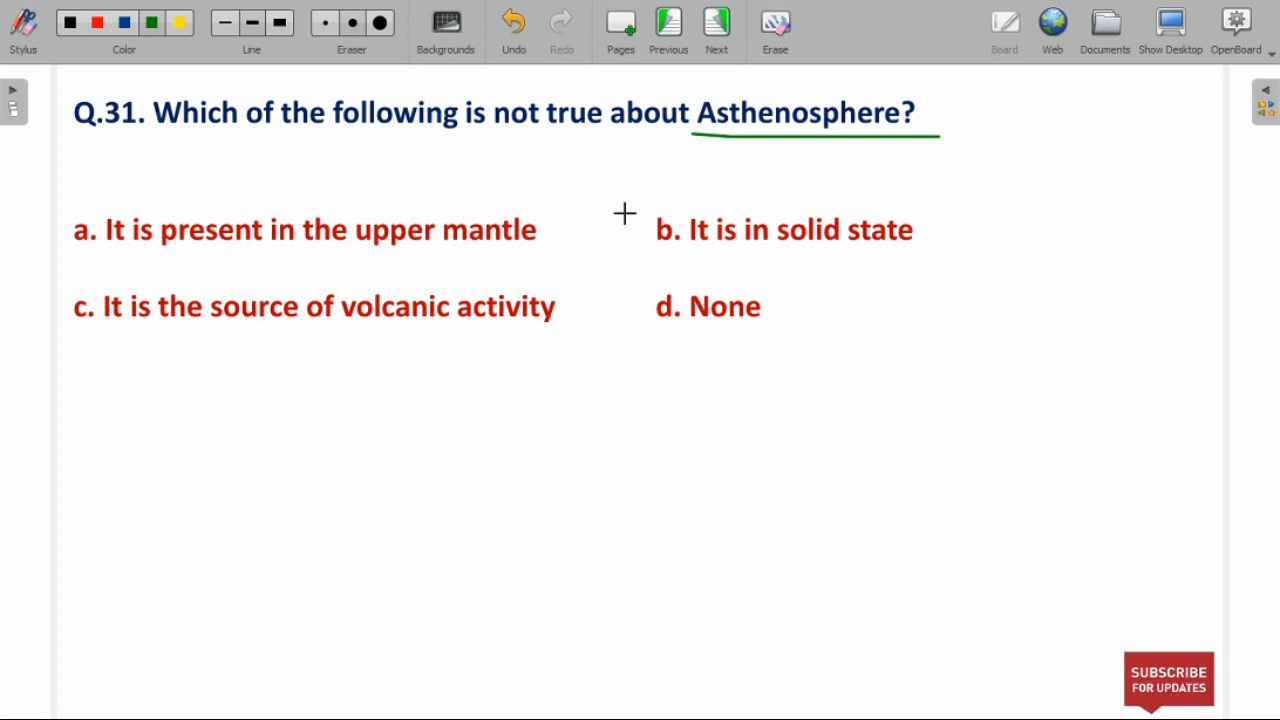 Stylus Color Line Eraser Backgrounds Undo Redo Pages Previous Next Erase Board Web Documents Show Desktop OpenBoard
Q.31. Which of the following is not true about Asthenosphere?
a. It is present in the upper mantle b. It is in solid state
c. It is the source of volcanic activity d. None
SUBSCRIBE
FOR UPDATES